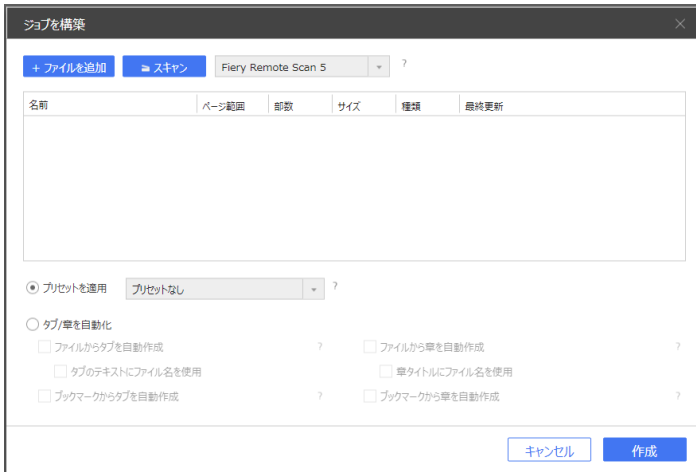 ジョブを構築
+ ファイルを追加 スキャン Fiery Remote Scan 5 ?
名前 ページ範囲 部数 サイズ 種類 最終更新
プリセットを適用 プリセットなし ?
タブ/章を自動化
ファイルからタブを自動作成 ? ファイルから章を自動作成 ?
タブのテキストにファイル名を使用 章タイトルにファイル名を使用
ブックマークからタブを自動作成 ? ブックマークから章を自動作成 ?
キャンセル 作成